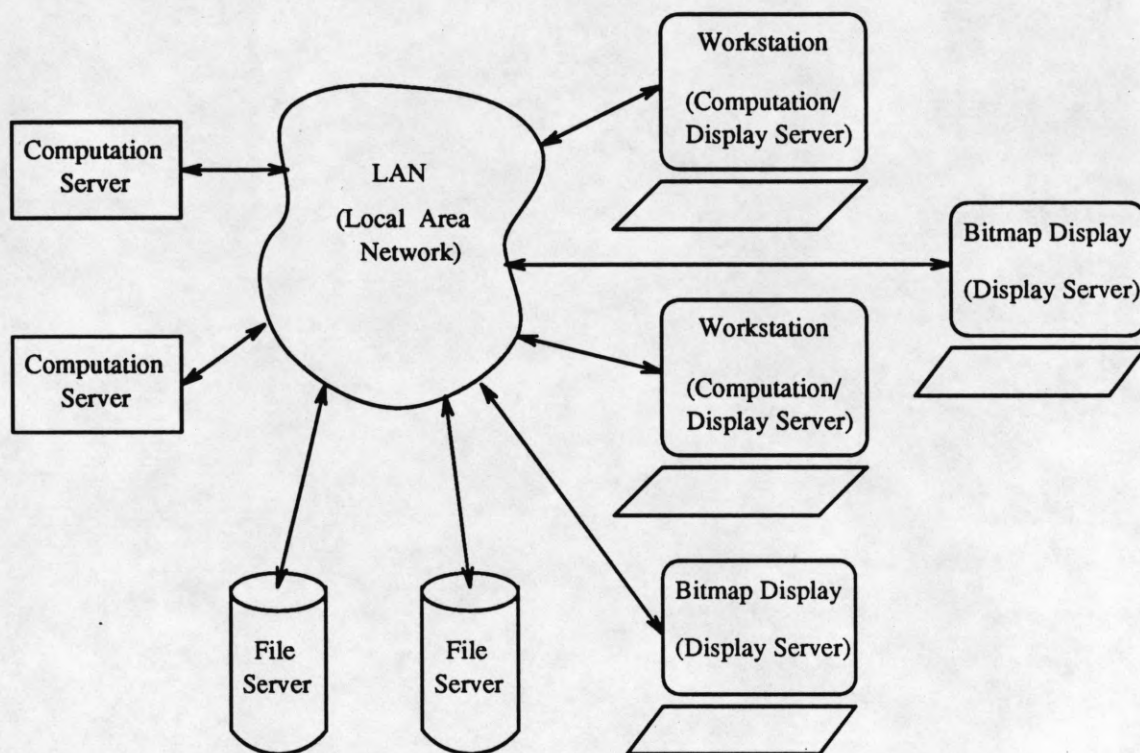 Workstation
(Computation/
Display Server)
Computation
Server
LAN
(Local Area
Network)
Bitmap Display
(Display Server)
Workstation
(Computation/
Display Server)
Computation
Server
Bitmap Display
(Display Server)
File
Server
File
Server